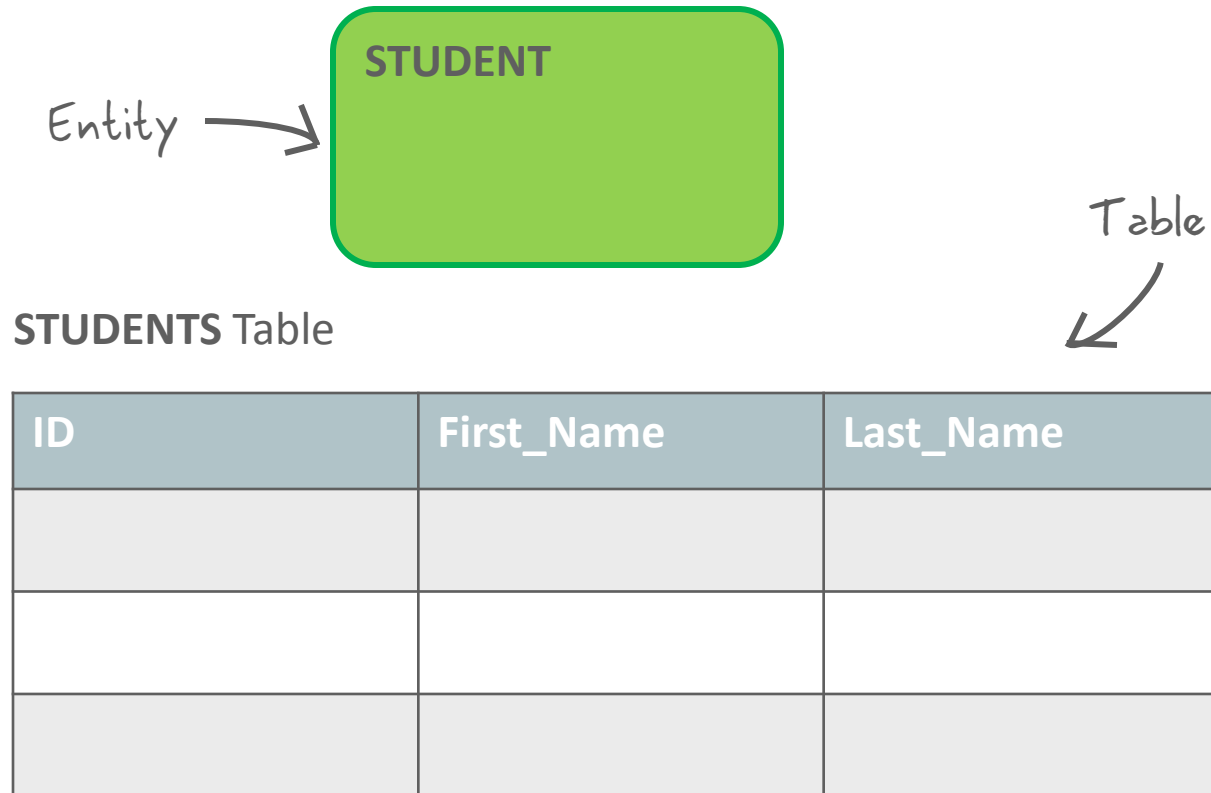 STUDENT
Entity
Table
STUDENTS Table
ID First_Name Last_Name